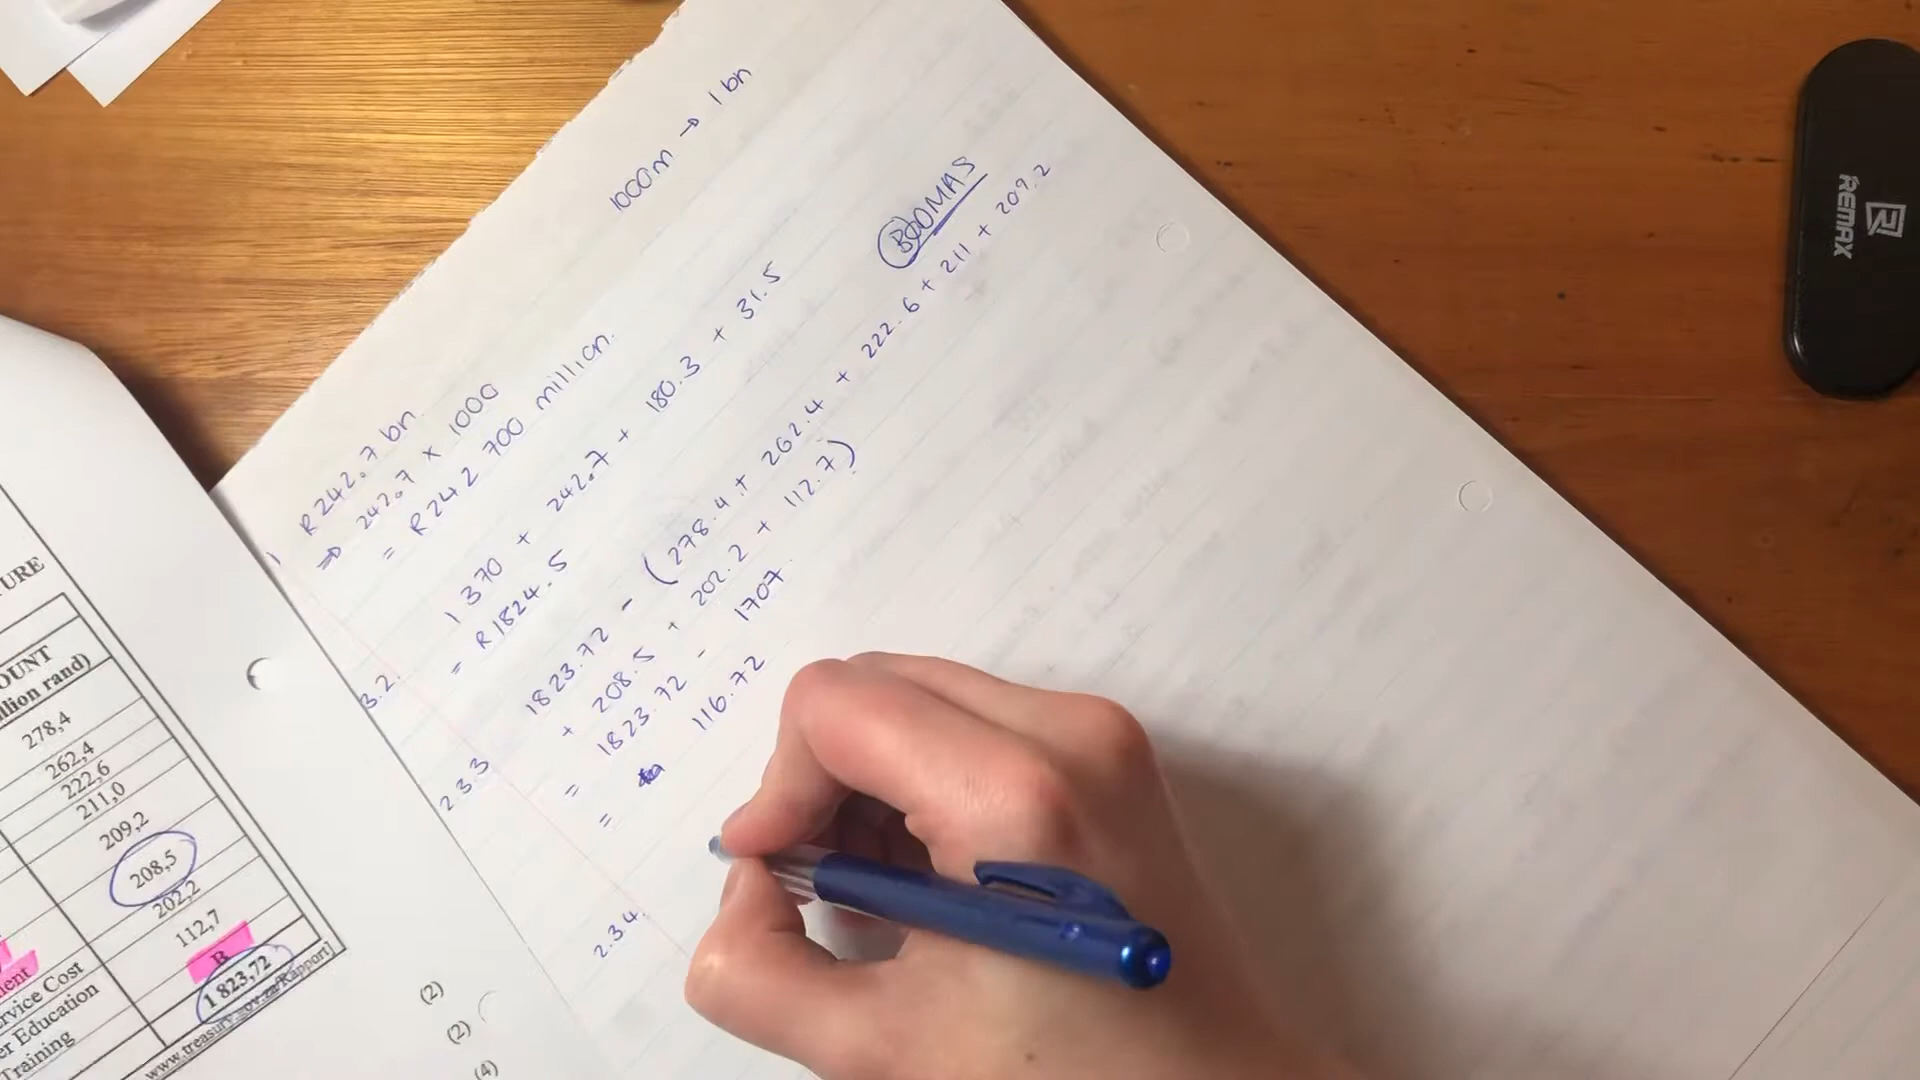 1000m → 1 bn
1 R242.7 bn.
⇒ 242.7 × 1000
= R242 700 million.
3.2. 1370 + 242.7 + 180.3 + 31.5
= R1824.5
BODMAS
2.3.3 1823.72 - (278.4 + 262.4 + 222.6 + 211 + 209.2
+ 208.5 + 202.2 + 112.7)
= 1823.72 - 1707.
= 116.72
2.3.4.
URE
OUNT
llion rand)
278,4
262,4
222,6
211,0
209,2
208,5
202,2
112,7
B
1 823,72
ent
rvice Cost
er Education
Training
www.treasury.gov.za/Rapport]
(2)
(2)
(4)
REMAX